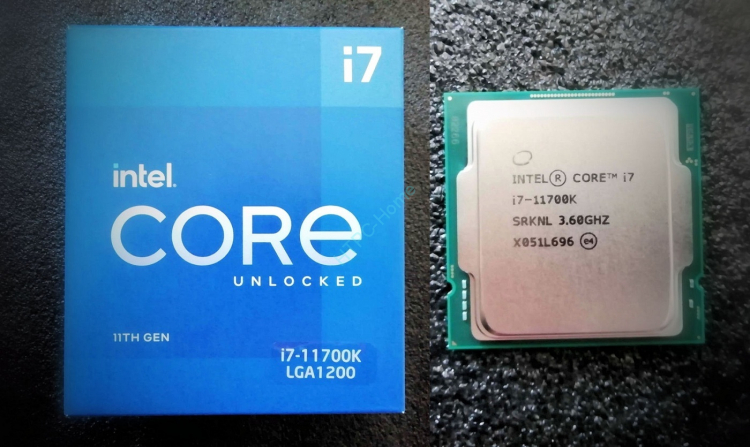 i7
intel.
CORE
UNLOCKED
11TH GEN
i7-11700K
LGA1200
INTEL® CORE™ i7
i7-11700K
SRKNL 3.60GHZ
X051L696 e4